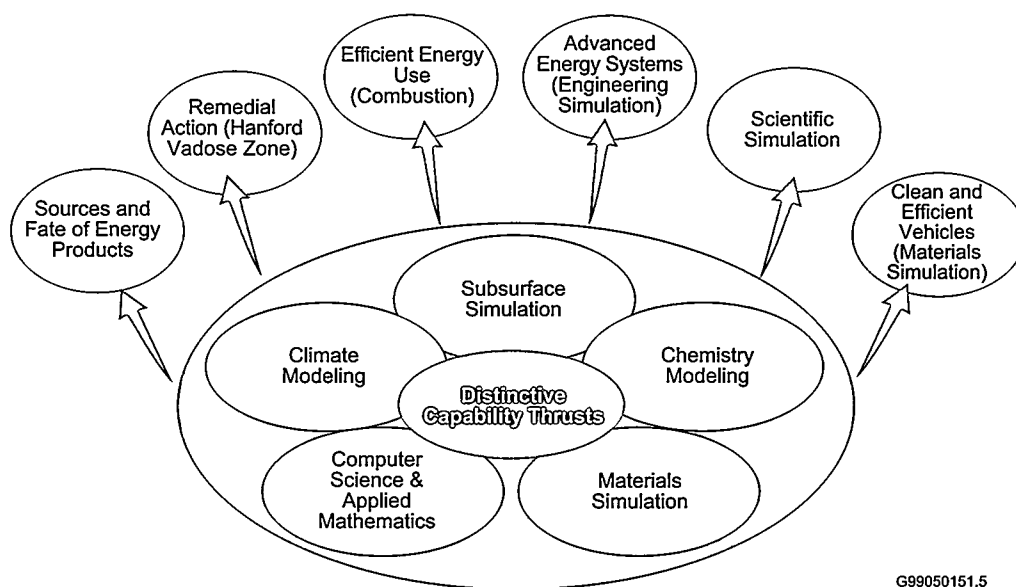 Efficient Energy
Use
(Combustion)
Advanced
Energy Systems
(Engineering
Simulation)
Remedial
Action (Hanford
Vadose Zone)
Scientific
Simulation
Sources and
Fate of Energy
Products
Clean and
Efficient
Vehicles
(Materials
Simulation)
Subsurface
Simulation
Climate
Modeling
Chemistry
Modeling
Distinctive
Capability Thrusts
Computer
Science &
Applied
Mathematics
Materials
Simulation
G99050151.5